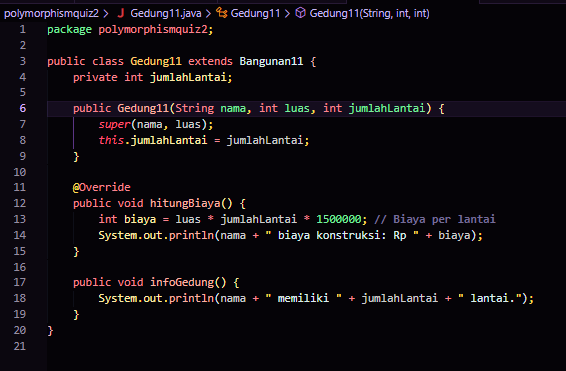 polymorphismquiz2 > J Gedung11.java > Gedung11 > Gedung11(String, int, int)
1 package polymorphismquiz2;
2
3 public class Gedung11 extends Bangunan11 {
4     private int jumlahLantai;
5
6     public Gedung11(String nama, int luas, int jumlahLantai) {
7         super(nama, luas);
8         this.jumlahLantai = jumlahLantai;
9     }
10
11     @Override
12     public void hitungBiaya() {
13         int biaya = luas * jumlahLantai * 1500000; // Biaya per lantai
14         System.out.println(nama + " biaya konstruksi: Rp " + biaya);
15     }
16
17     public void infoGedung() {
18         System.out.println(nama + " memiliki " + jumlahLantai + " lantai.");
19     }
20 }
21